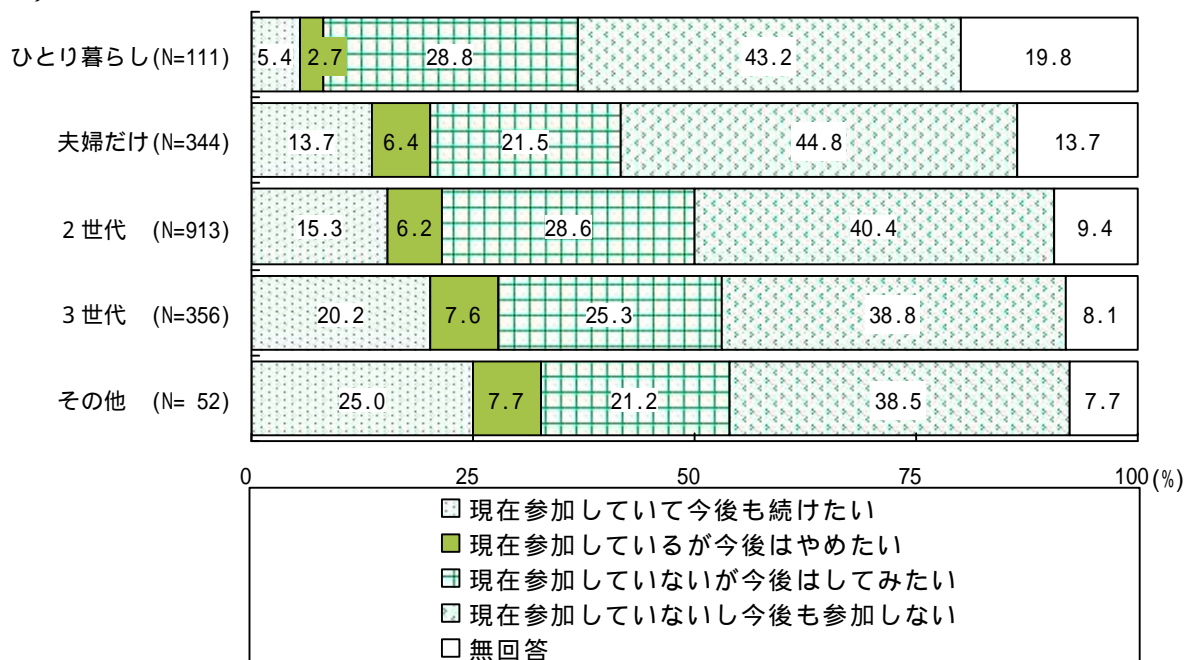 ひとり暮らし(N=111) 5.4 2.7 28.8 43.2 19.8
夫婦だけ(N=344) 13.7 6.4 21.5 44.8 13.7
2世代 (N=913) 15.3 6.2 28.6 40.4 9.4
3世代 (N=356) 20.2 7.6 25.3 38.8 8.1
その他 (N= 52) 25.0 7.7 21.2 38.5 7.7
0 25 50 75 100(%)
現在参加していて今後も続けたい
現在参加しているが今後はやめたい
現在参加していないが今後はしてみたい
現在参加していないし今後も参加しない
無回答